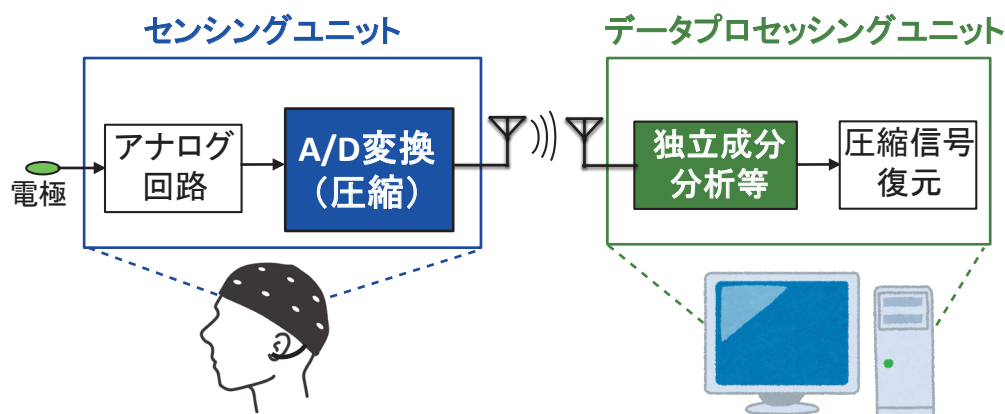 センシングユニット
データプロセッシングユニット
電極
アナログ
回路
A/D変換
（圧縮）
独立成分
分析等
圧縮信号
復元